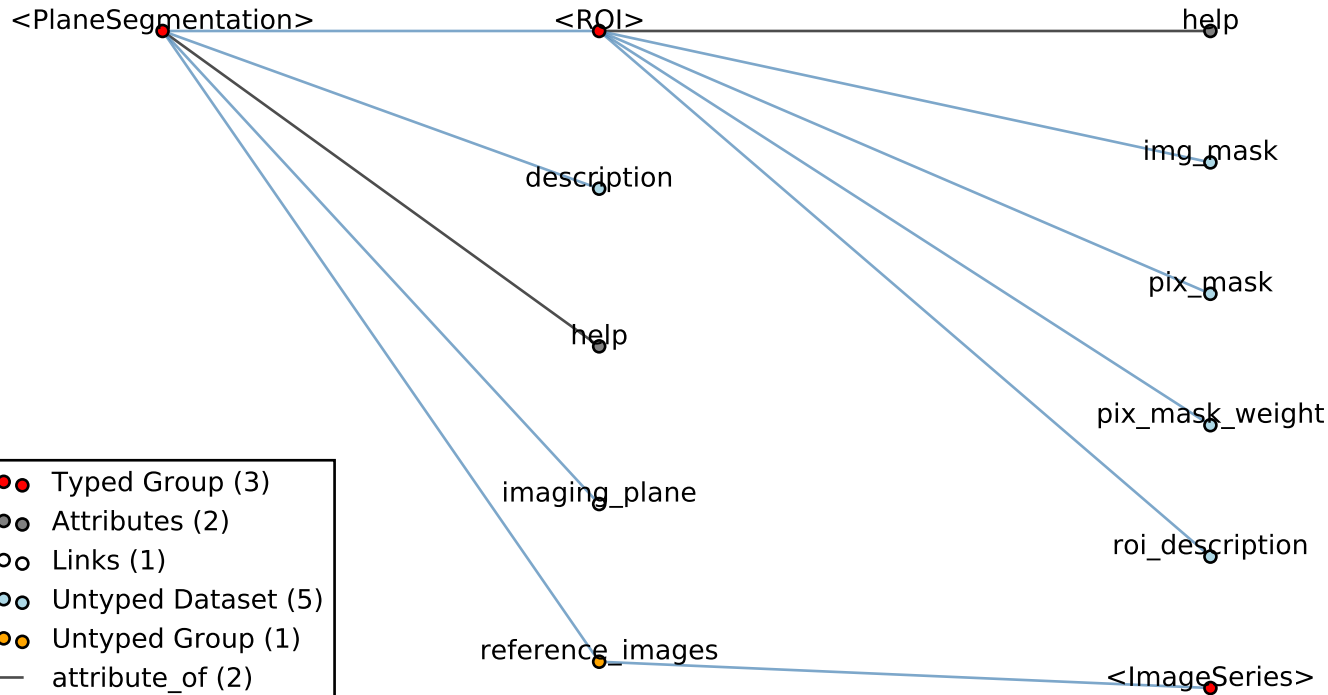 <PlaneSegmentation>
<ROI>
help
img_mask
description
pix_mask
help
pix_mask_weight
imaging_plane
roi_description
reference_images
<ImageSeries>
Typed Group (3)
Attributes (2)
Links (1)
Untyped Dataset (5)
Untyped Group (1)
attribute_of (2)